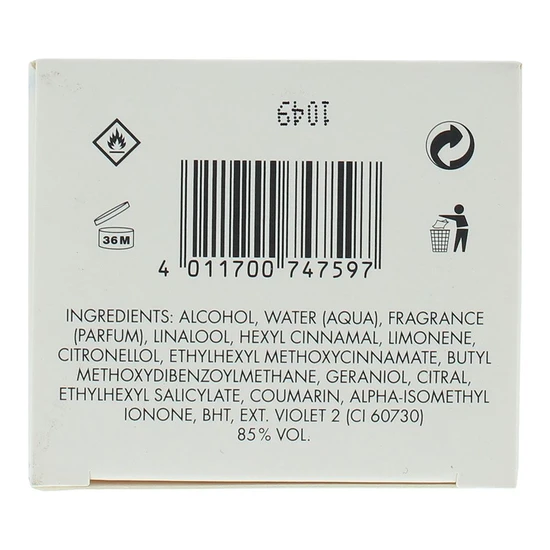 1049
36M
4 011700 747597
INGREDIENTS: ALCOHOL, WATER (AQUA), FRAGRANCE
(PARFUM), LINALOOL, HEXYL CINNAMAL, LIMONENE,
CITRONELLOL, ETHYLHEXYL METHOXYCINNAMATE, BUTYL
METHOXYDIBENZOYLMETHANE, GERANIOL, CITRAL,
ETHYLHEXYL SALICYLATE, COUMARIN, ALPHA-ISOMETHYL
IONONE, BHT, EXT. VIOLET 2 (CI 60730)
85% VOL.